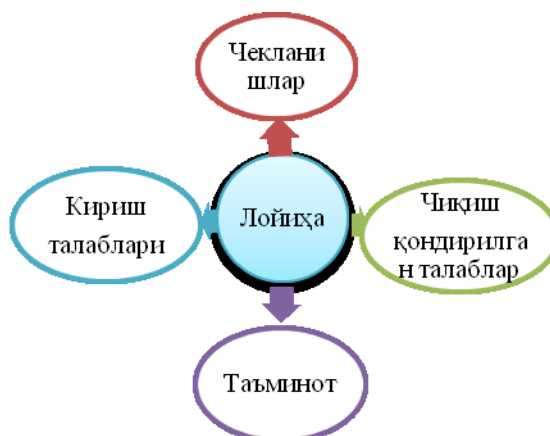 Чеклани
шлар
Кириш
талаблари
Лойиҳа
Чиқиш
қондирилга
н талаблар
Таъминот